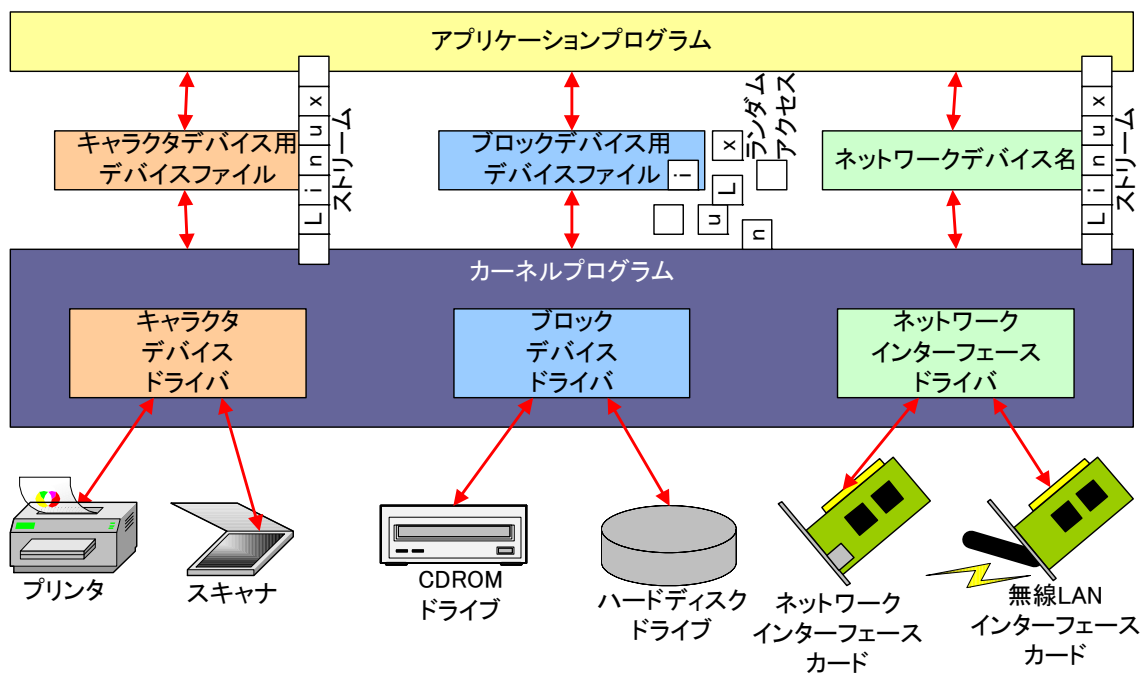 アプリケーションプログラム
キャラクタデバイス用
デバイスファイル
Linux
ストリーム
ブロックデバイス用
デバイスファイル
i
x
L
u
n
ランダム
アクセス
ネットワークデバイス名
Linux
ストリーム
カーネルプログラム
キャラクタ
デバイス
ドライバ
ブロック
デバイス
ドライバ
ネットワーク
インターフェース
ドライバ
プリンタ
スキャナ
CDROM
ドライブ
ハードディスク
ドライブ
ネットワーク
インターフェース
カード
無線LAN
インターフェース
カード